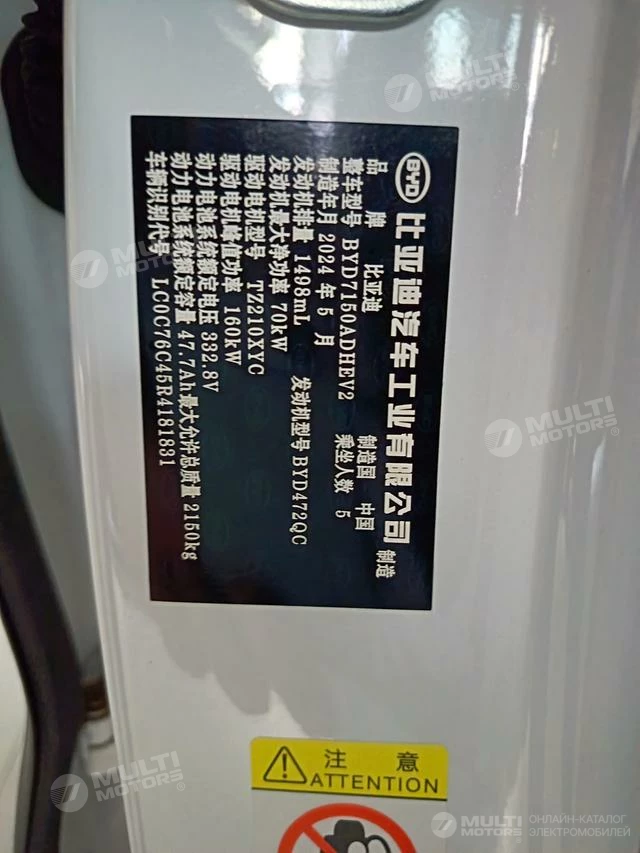 BYD 比亚迪汽车工业有限公司 制造
品牌 比亚迪 制造国 中国
整车型号 BYD7150ADHEV2 乘坐人数 5
制造年月 2024 年 5 月
发动机排量 1498mL 发动机型号 BYD472QC
发动机最大净功率 70kW
驱动电机型号 TZ210XYC
驱动电机峰值功率 160kW
动力电池系统额定电压 332.8V
动力电池系统额定容量 47.7Ah 最大允许总质量 2150kg
车辆识别代号 LC0C76C45R4181831
注 意
ATTENTION
MULTI MOTORS®
MULTI MOTORS®
MULTI MOTORS®
MULTI MOTORS®
MULTI MOTORS® ОНЛАЙН-КАТАЛОГ ЭЛЕКТРОМОБИЛЕЙ